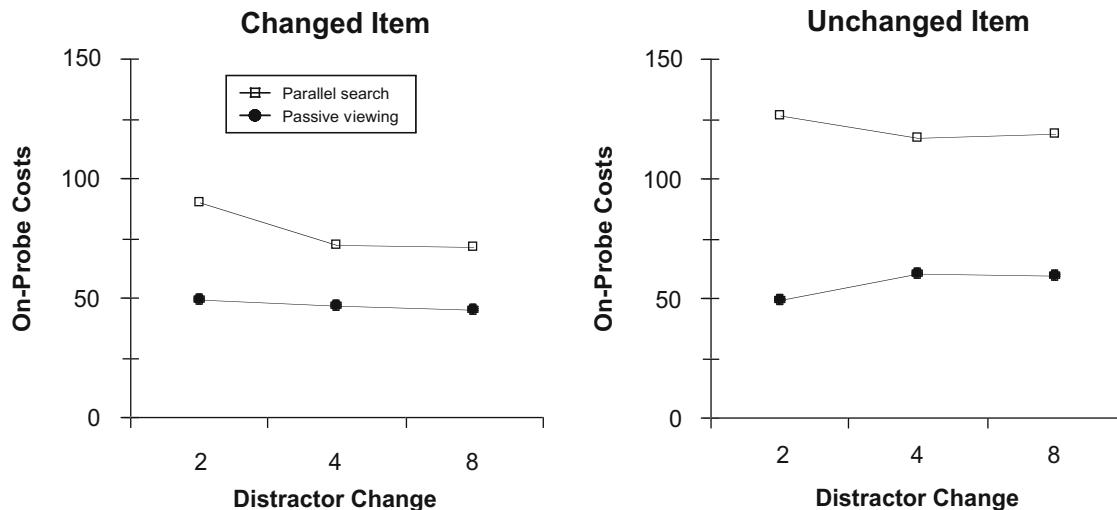 Changed Item
150
100
50
0
On-Probe Costs
Parallel search
Passive viewing
2 4 8
Distractor Change
Unchanged Item
150
100
50
0
On-Probe Costs
2 4 8
Distractor Change